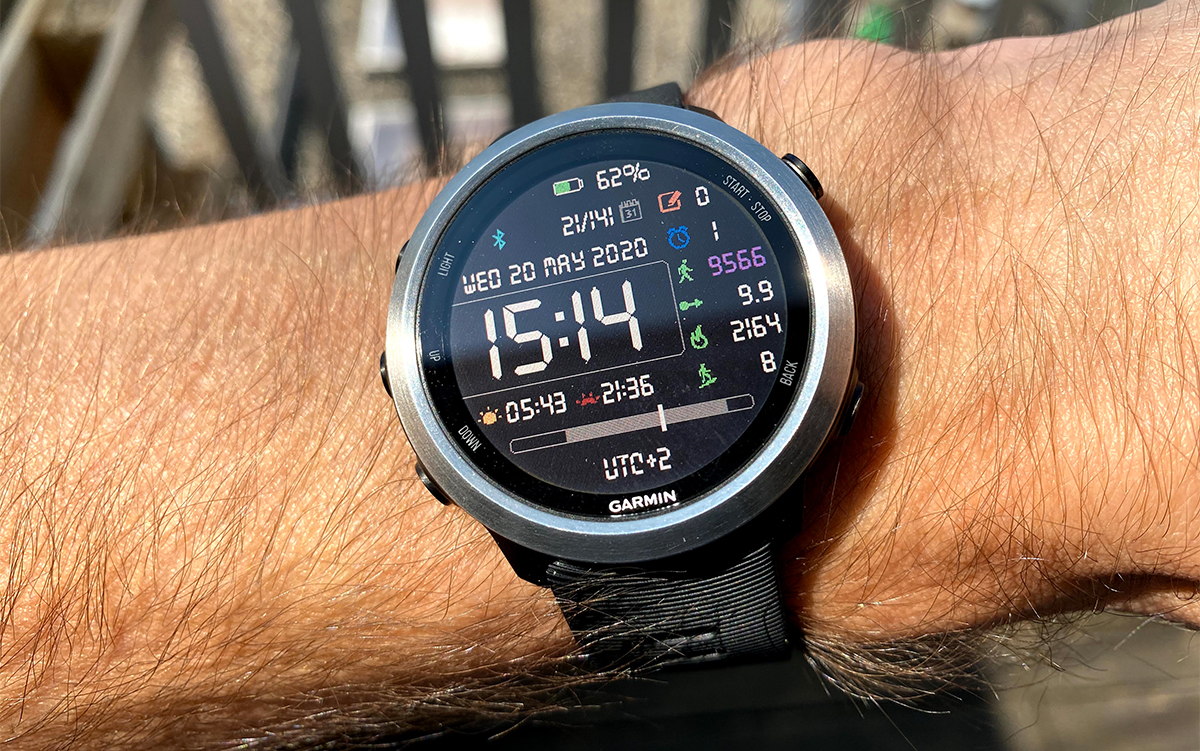 62%
21/141 31 0
1
WED 20 MAY 2020
9566
9.9
15:14
2164
8
05:43 21:36
UTC+2
GARMIN
LIGHT
UP
DOWN
START · STOP
BACK